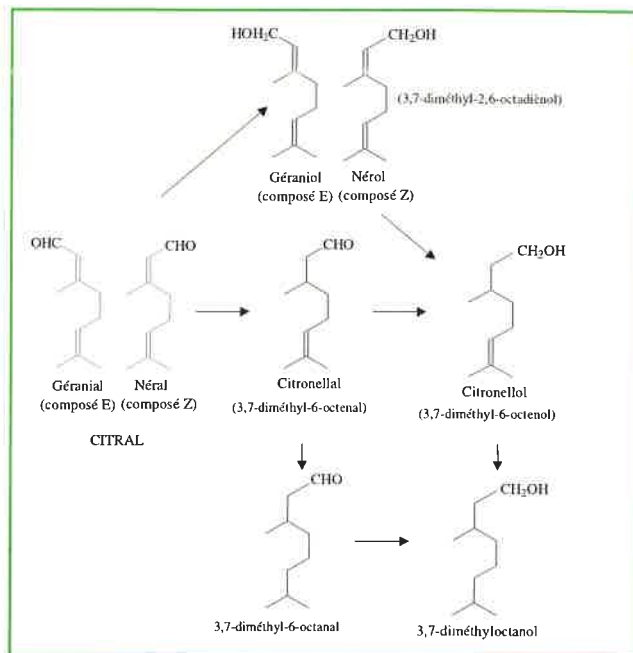 HOH₂C
CH₂OH
(3,7-diméthyl-2,6-octadiènol)
Géraniol
(composé E)
Nérol
(composé Z)
OHC
CHO
Géranial
(composé E)
Néral
(composé Z)
CITRAL
CHO
Citronellal
(3,7-diméthyl-6-octenal)
CH₂OH
Citronellol
(3,7-diméthyl-6-octenol)
CHO
3,7-diméthyl-6-octanal
CH₂OH
3,7-diméthyloctanol